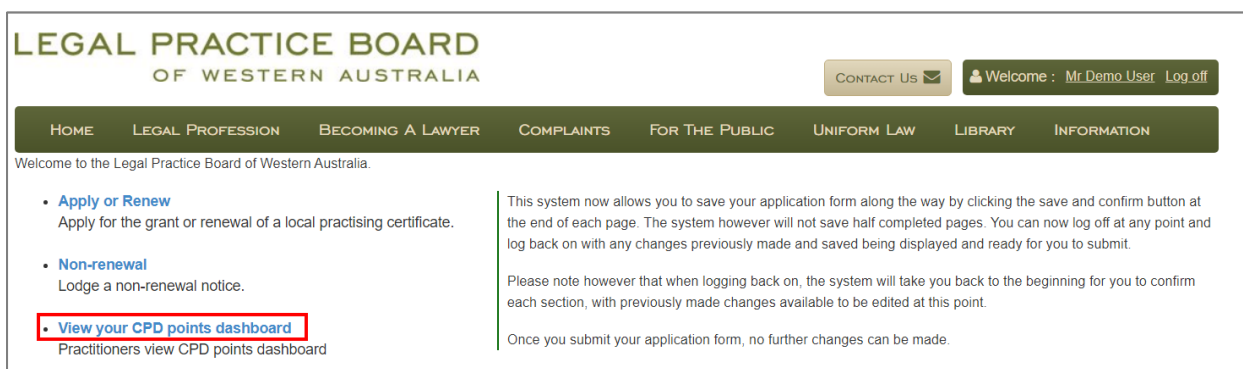 LEGAL PRACTICE BOARD
OF WESTERN AUSTRALIA
CONTACT US
Welcome : Mr Demo User Log off
HOME LEGAL PROFESSION BECOMING A LAWYER COMPLAINTS FOR THE PUBLIC UNIFORM LAW LIBRARY INFORMATION
Welcome to the Legal Practice Board of Western Australia.
• Apply or Renew
Apply for the grant or renewal of a local practising certificate.
• Non-renewal
Lodge a non-renewal notice.
• View your CPD points dashboard
Practitioners view CPD points dashboard
This system now allows you to save your application form along the way by clicking the save and confirm button at
the end of each page. The system however will not save half completed pages. You can now log off at any point and
log back on with any changes previously made and saved being displayed and ready for you to submit.
Please note however that when logging back on, the system will take you back to the beginning for you to confirm
each section, with previously made changes available to be edited at this point.
Once you submit your application form, no further changes can be made.